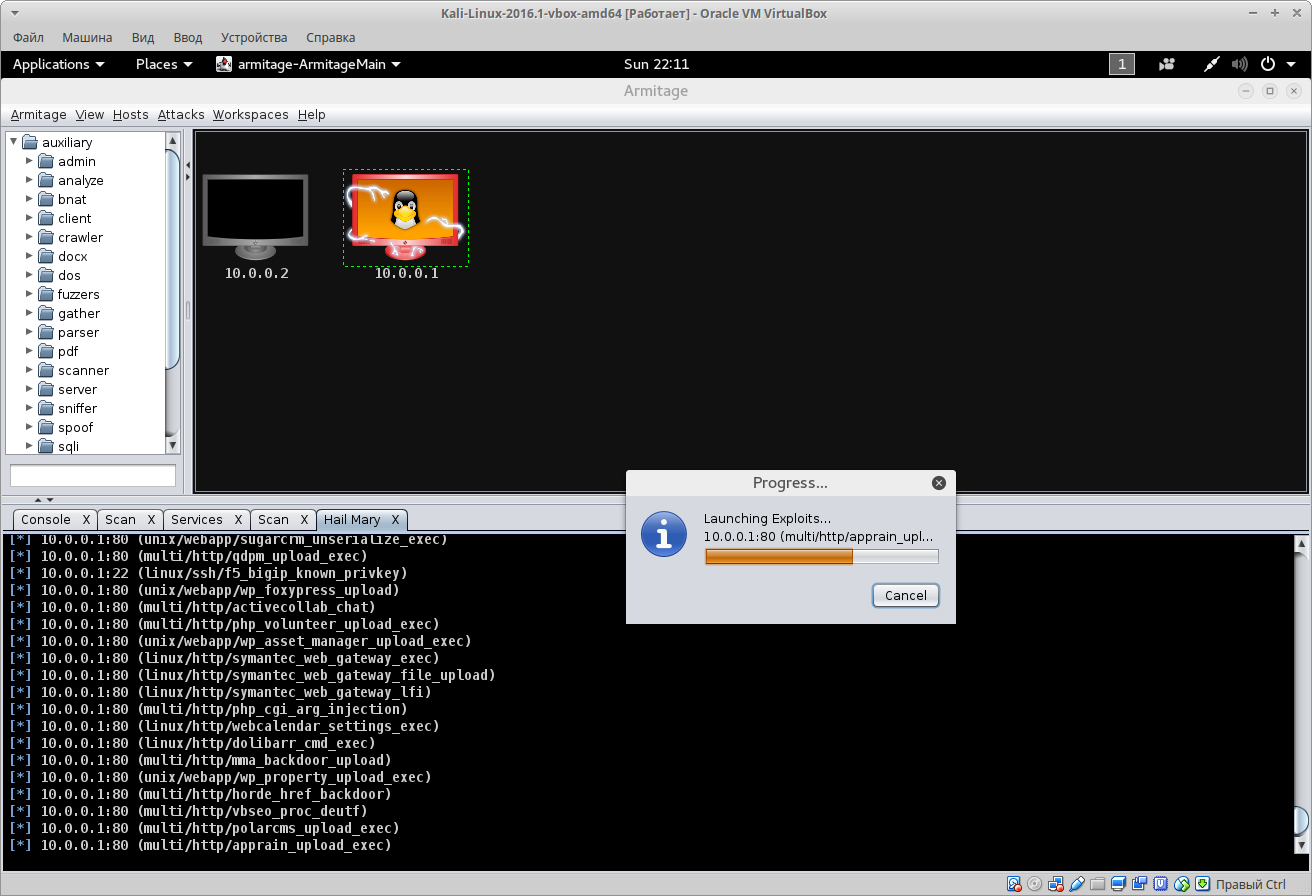 Kali-Linux-2016.1-vbox-amd64 [Работает] - Oracle VM VirtualBox
Файл Машина Вид Ввод Устройства Справка
Applications Places armitage-ArmitageMain Sun 22:11 1
Armitage
Armitage View Hosts Attacks Workspaces Help
auxiliary
admin
analyze
bnat
client
crawler
docx
dos
fuzzers
gather
parser
pdf
scanner
server
sniffer
spoof
sqli
10.0.0.2 10.0.0.1
Progress...
Launching Exploits...
10.0.0.1:80 (multi/http/apprain_upl...
Cancel
Console X Scan X Services X Scan X Hail Mary X
[*] 10.0.0.1:80 (unix/webapp/sugarcrm_unserialize_exec)
[*] 10.0.0.1:80 (multi/http/qdpm_upload_exec)
[*] 10.0.0.1:22 (linux/ssh/f5_bigip_known_privkey)
[*] 10.0.0.1:80 (unix/webapp/wp_foxypress_upload)
[*] 10.0.0.1:80 (multi/http/activecollab_chat)
[*] 10.0.0.1:80 (multi/http/php_volunteer_upload_exec)
[*] 10.0.0.1:80 (unix/webapp/wp_asset_manager_upload_exec)
[*] 10.0.0.1:80 (linux/http/symantec_web_gateway_exec)
[*] 10.0.0.1:80 (linux/http/symantec_web_gateway_file_upload)
[*] 10.0.0.1:80 (linux/http/symantec_web_gateway_lfi)
[*] 10.0.0.1:80 (multi/http/php_cgi_arg_injection)
[*] 10.0.0.1:80 (linux/http/webcalendar_settings_exec)
[*] 10.0.0.1:80 (linux/http/dolibarr_cmd_exec)
[*] 10.0.0.1:80 (multi/http/mma_backdoor_upload)
[*] 10.0.0.1:80 (unix/webapp/wp_property_upload_exec)
[*] 10.0.0.1:80 (multi/http/horde_href_backdoor)
[*] 10.0.0.1:80 (multi/http/vbseo_proc_deutf)
[*] 10.0.0.1:80 (multi/http/polarcms_upload_exec)
[*] 10.0.0.1:80 (multi/http/apprain_upload_exec)
Правый Ctrl